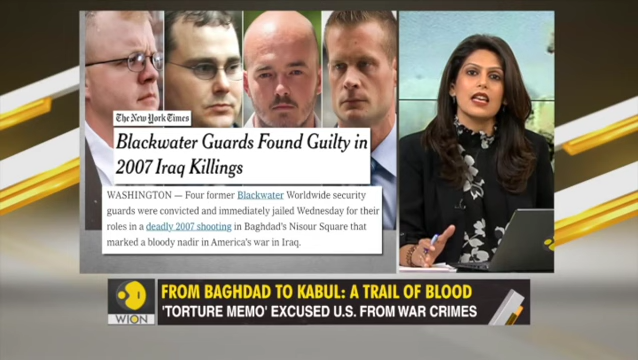 The New York Times
Blackwater Guards Found Guilty in
2007 Iraq Killings
WASHINGTON — Four former Blackwater Worldwide security
guards were convicted and immediately jailed Wednesday for their
roles in a deadly 2007 shooting in Baghdad's Nisour Square that
marked a bloody nadir in America's war in Iraq.
WION
FROM BAGHDAD TO KABUL: A TRAIL OF BLOOD
'TORTURE MEMO' EXCUSED U.S. FROM WAR CRIMES